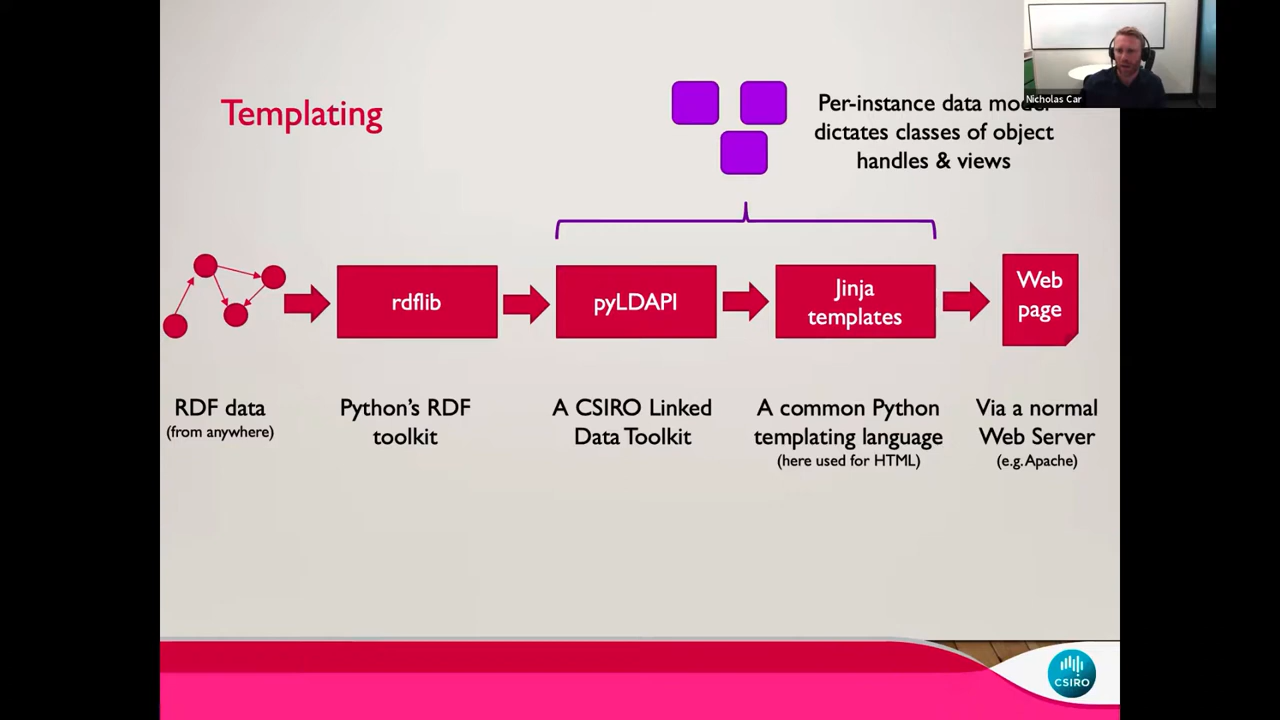 Templating
Nicholas Car
Per-instance data model
dictates classes of object
handles & views
rdflib
pyLDAPI
Jinja
templates
Web
page
RDF data
(from anywhere)
Python's RDF
toolkit
A CSIRO Linked
Data Toolkit
A common Python
templating language
(here used for HTML)
Via a normal
Web Server
(e.g. Apache)
CSIRO